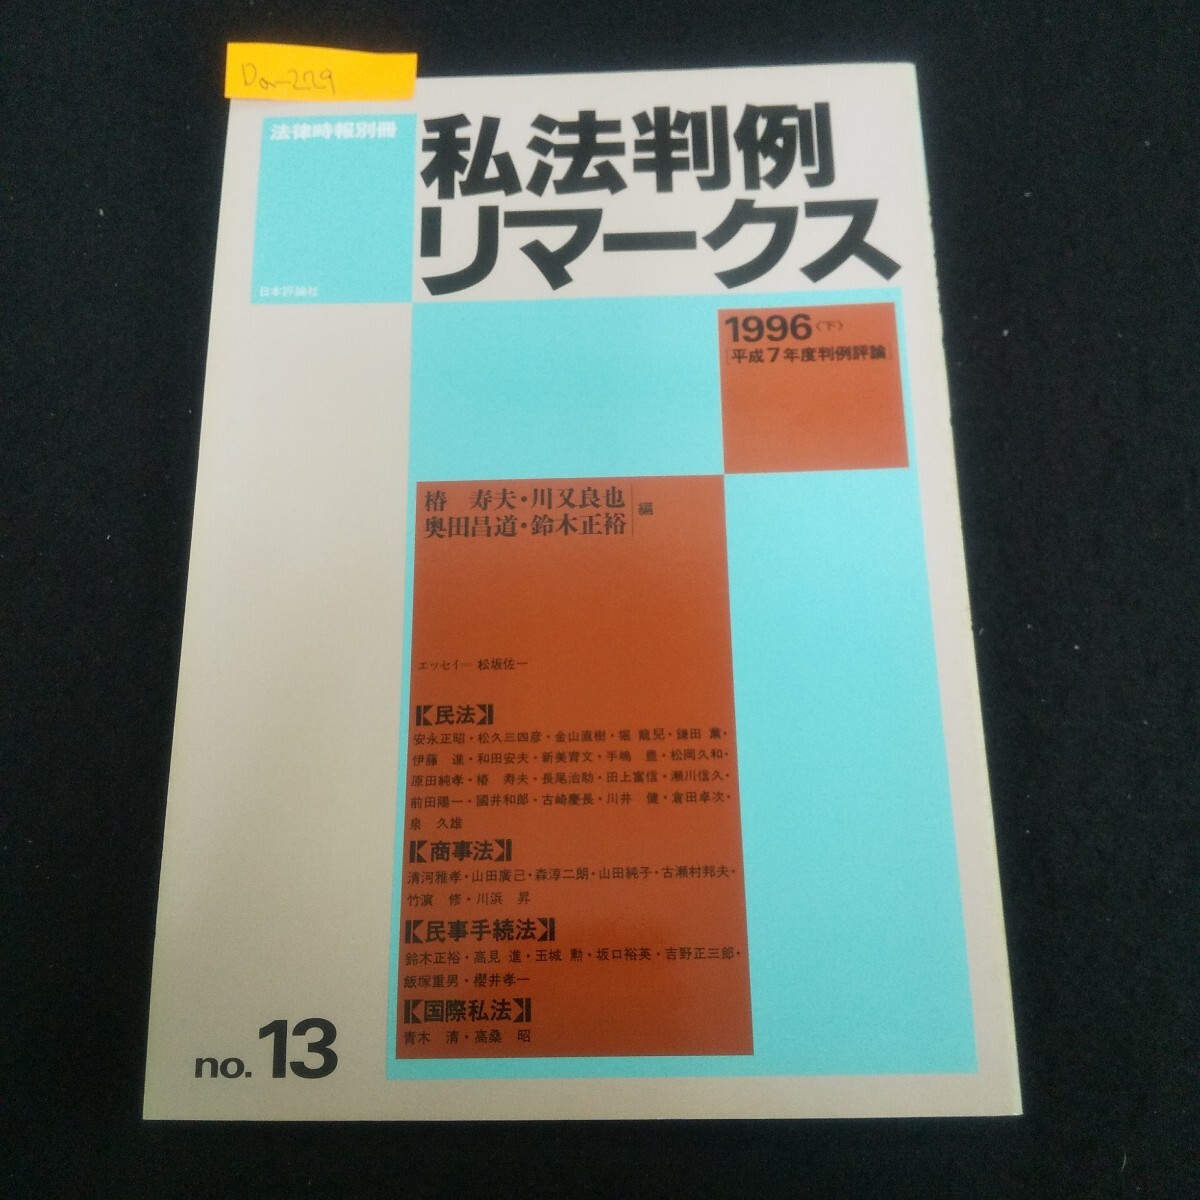 Da-229
法律時報別冊
私法判例
リマークス
日本評論社
1996〈下〉
[平成7年度判例評論]
椿 寿夫・川又良也
奥田昌道・鈴木正裕
編
エッセイ＝松坂佐一
【民法】
安永正昭・松久三四彦・金山直樹・堀 龍兒・鎌田 薫・
伊藤 進・和田安夫・新美育文・手嶋 豊・松岡久和・
原田純孝・椿 寿夫・長尾治助・田上富信・瀬川信久・
前田陽一・國井和郎・古崎慶長・川井 健・倉田卓次・
泉 久雄
【商事法】
清河雅孝・山田廣己・森淳二朗・山田純子・古瀬村邦夫・
竹濵 修・川浜 昇
【民事手続法】
鈴木正裕・高見 進・玉城 勲・坂口裕英・吉野正三郎・
飯塚重男・櫻井孝一
【国際私法】
青木 清・高桑 昭
no.13